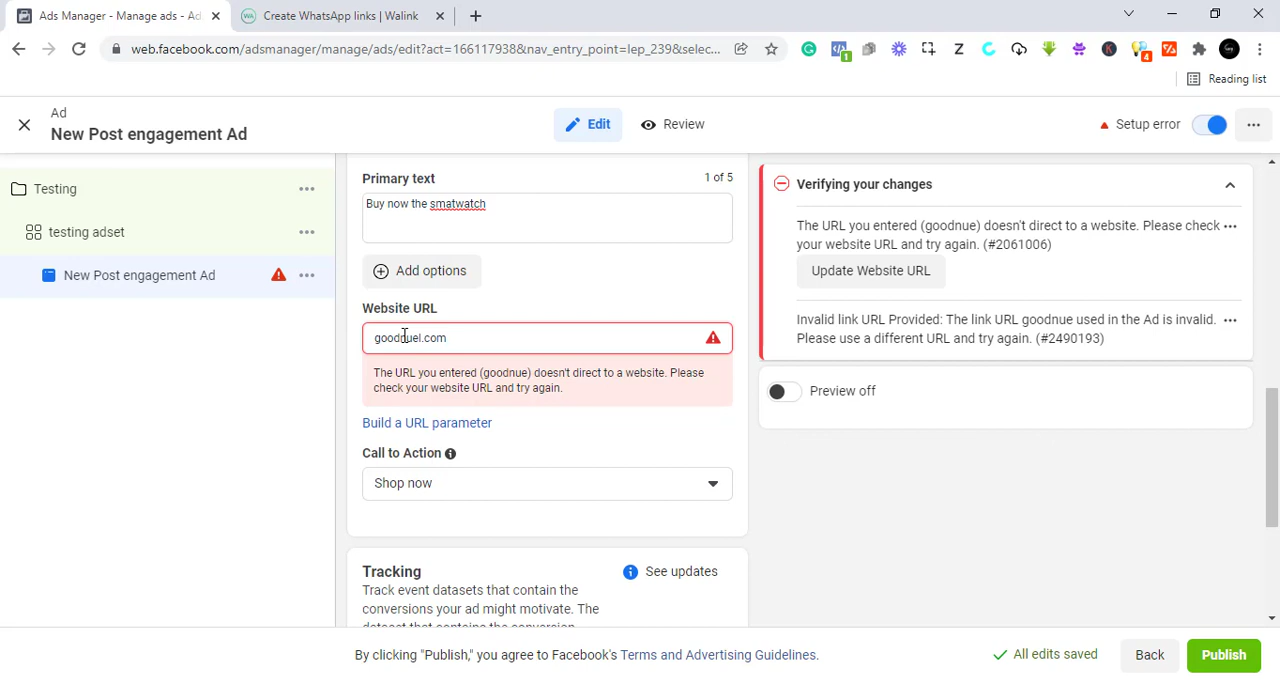 Ads Manager - Manage ads - Ad
Create WhatsApp links | Walink
web.facebook.com/adsmanager/manage/ads/edit?act=166117938&nav_entry_point=lep_239&selec...
1
4
Reading list
Ad
New Post engagement Ad
Edit
Review
Setup error
Testing
testing adset
New Post engagement Ad
Primary text
1 of 5
Buy now the smatwatch
Add options
Website URL
The URL you entered (goodnue) doesn't direct to a website. Please
check your website URL and try again.
Build a URL parameter
Call to Action
Shop now
Tracking
See updates
Track event datasets that contain the
conversions your ad might motivate. The
dataset that contains the conversion
Verifying your changes
The URL you entered (goodnue) doesn't direct to a website. Please check
your website URL and try again. (#2061006)
Update Website URL
Invalid link URL Provided: The link URL goodnue used in the Ad is invalid.
Please use a different URL and try again. (#2490193)
Preview off
By clicking "Publish," you agree to Facebook's Terms and Advertising Guidelines.
All edits saved
Back
Publish